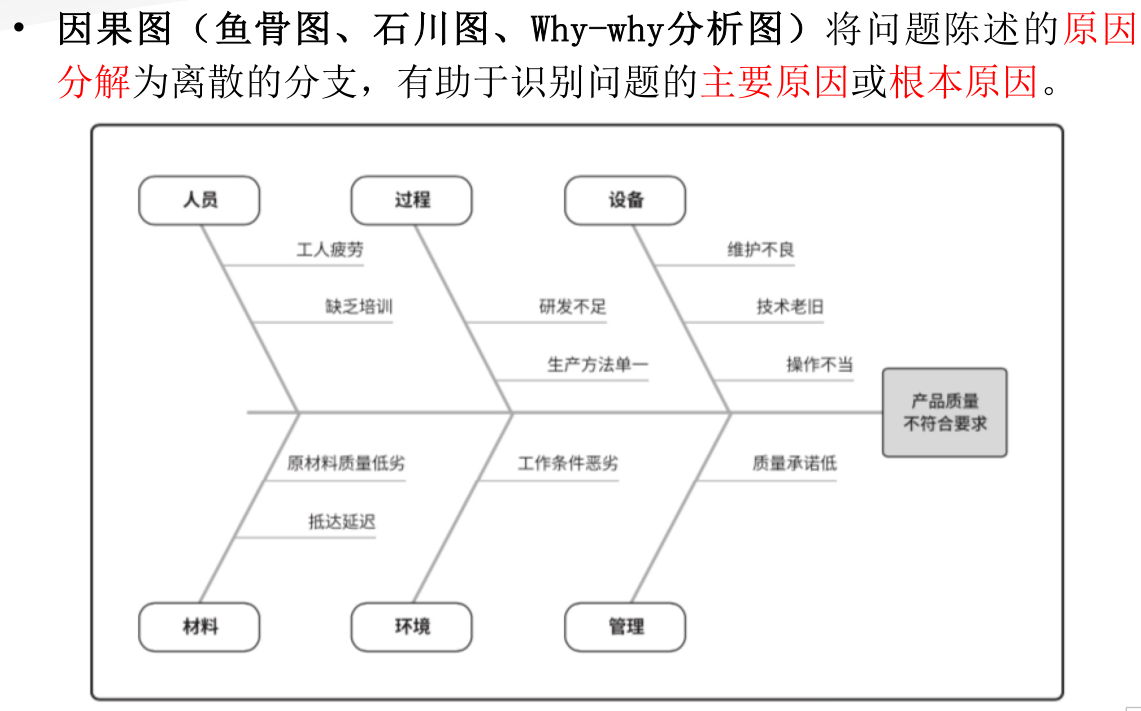 • 因果图（鱼骨图、石川图、Why-why分析图）将问题陈述的原因
分解为离散的分支，有助于识别问题的主要原因或根本原因。
人员
过程
设备
工人疲劳
维护不良
缺乏培训
研发不足
技术老旧
生产方法单一
操作不当
产品质量
不符合要求
原材料质量低劣
工作条件恶劣
质量承诺低
抵达延迟
材料
环境
管理